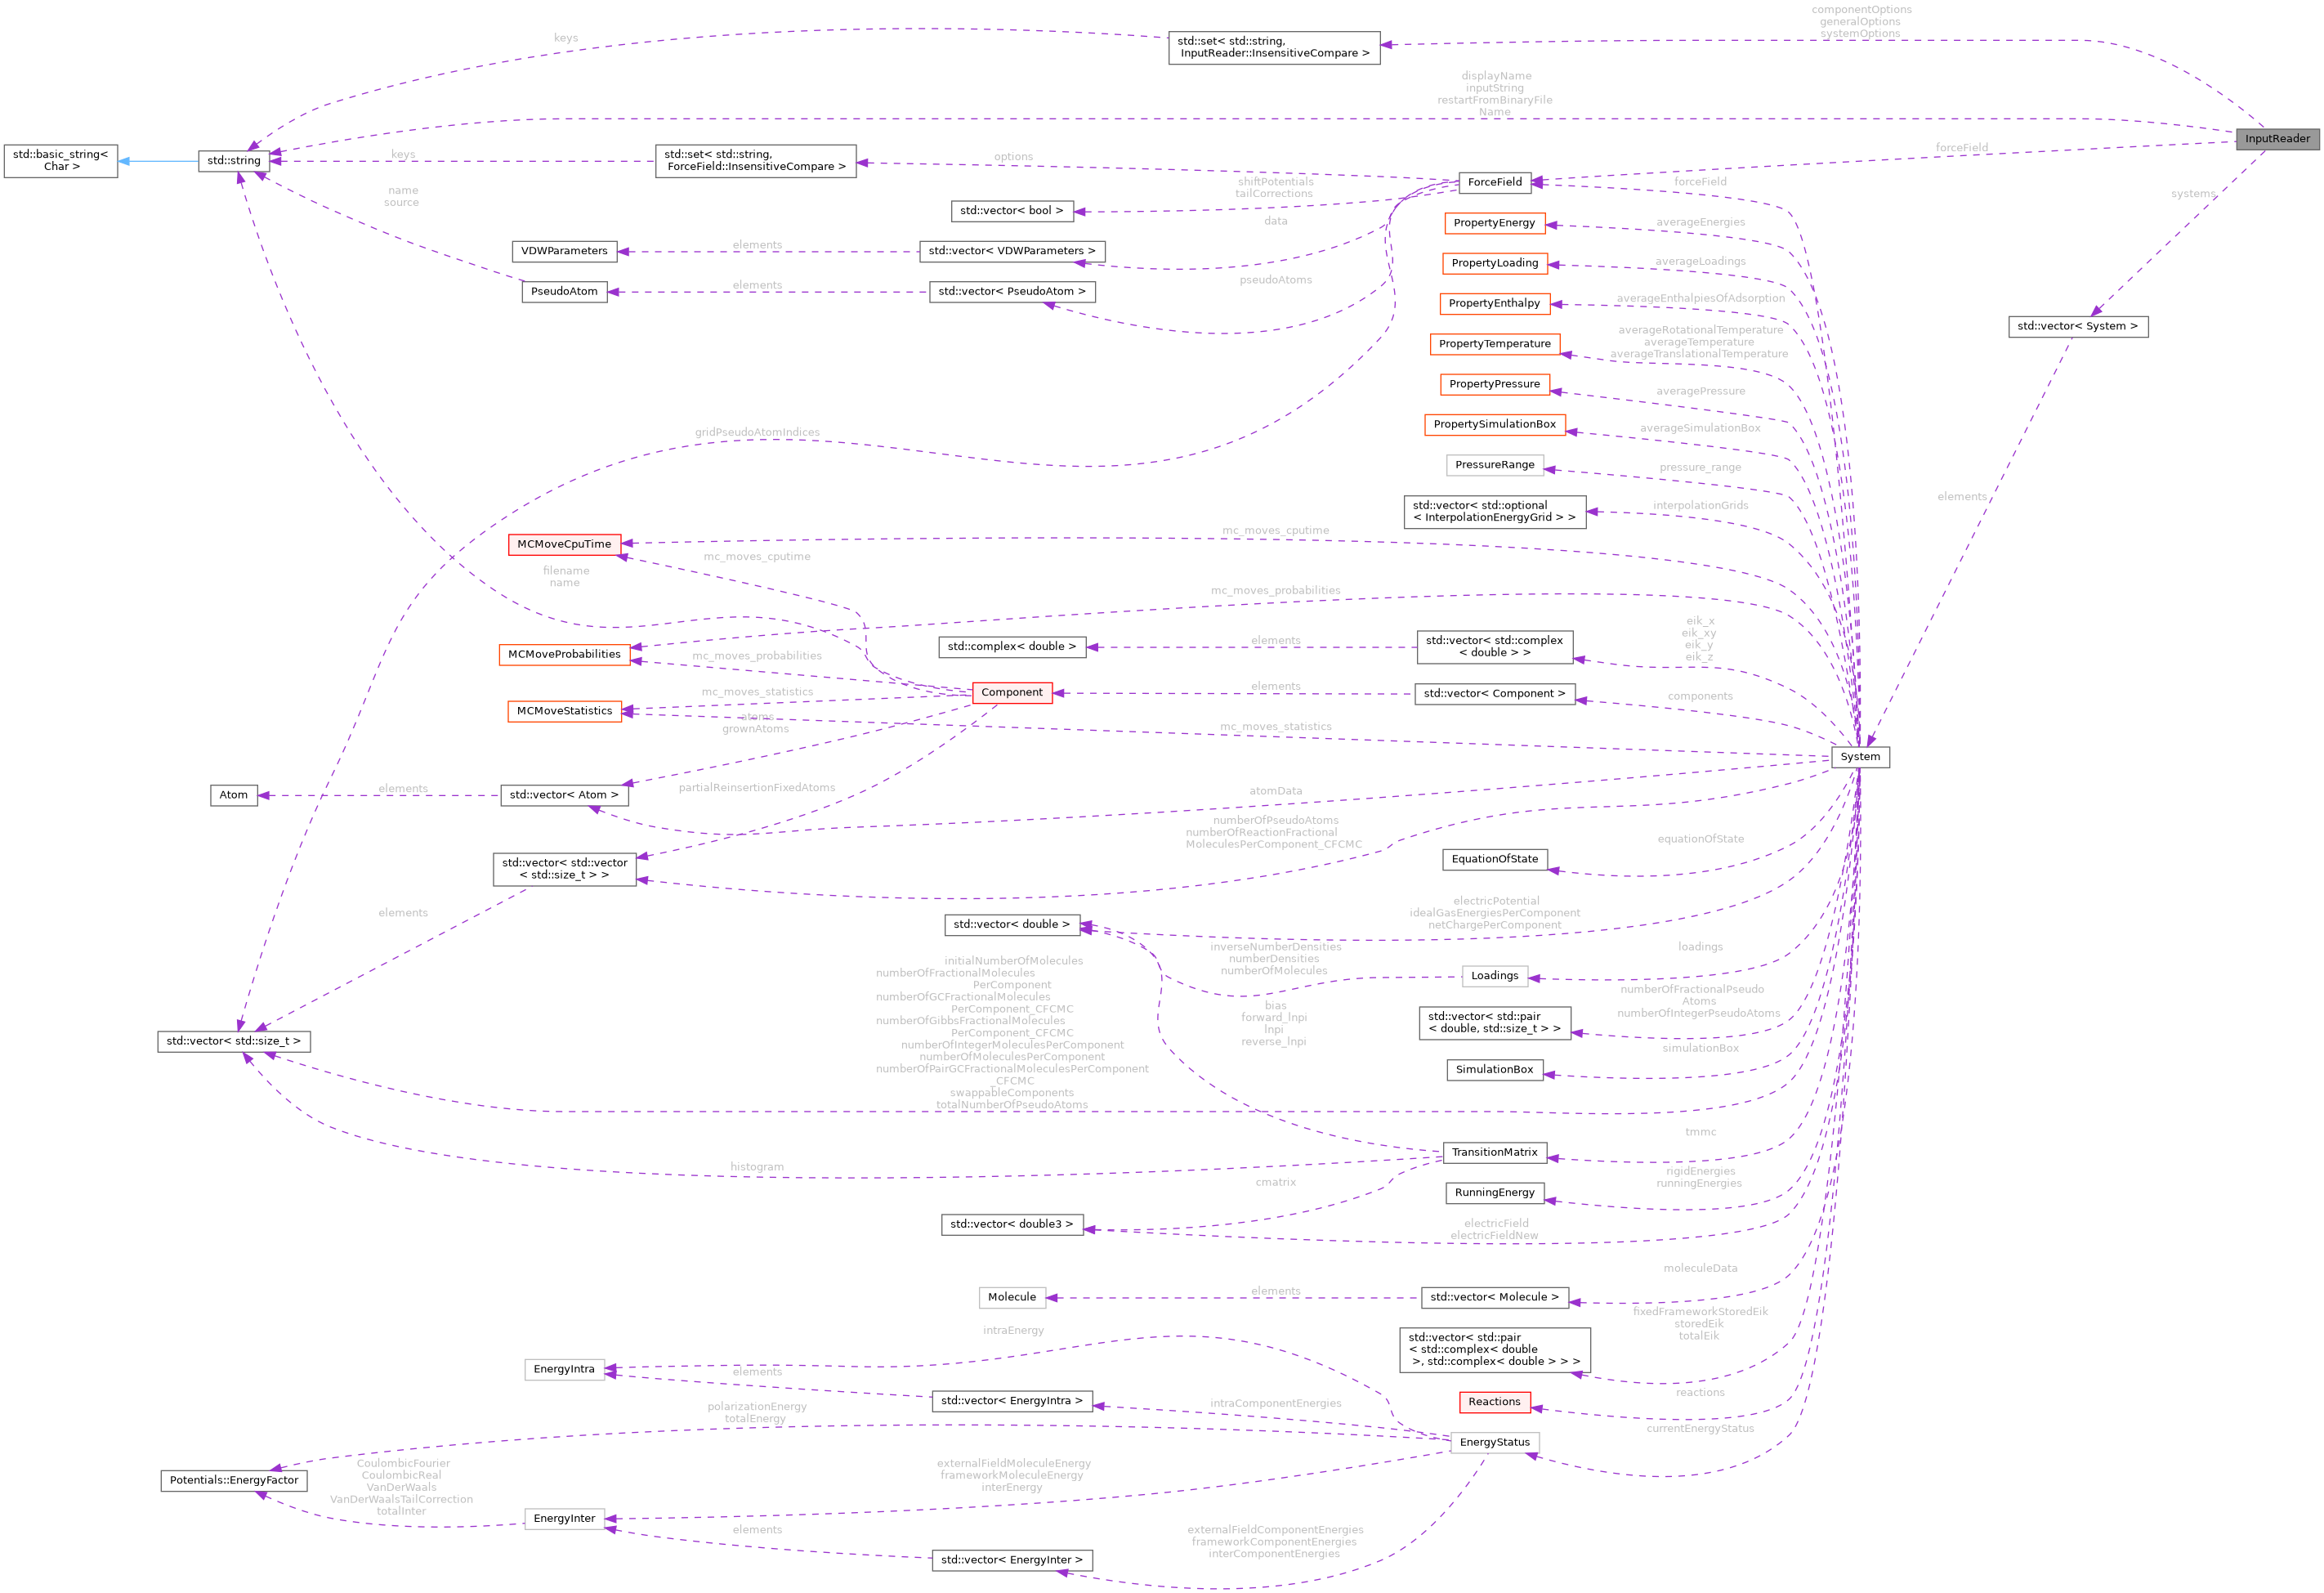 componentOptions
generalOptions
systemOptions
keys
std::set< std::string,
InputReader::InsensitiveCompare >
displayName
inputString
restartFromBinaryFile
Name
InputReader
std::basic_string<
Char >
std::string
keys
std::set< std::string,
ForceField::InsensitiveCompare >
options
forceField
ForceField
forceField
shiftPotentials
tailCorrections
name
source
systems
std::vector< bool >
PropertyEnergy
averageEnergies
data
VDWParameters
elements
std::vector< VDWParameters >
PropertyLoading
averageLoadings
PseudoAtom
elements
std::vector< PseudoAtom >
pseudoAtoms
PropertyEnthalpy
averageEnthalpiesOfAdsorption
std::vector< System >
PropertyTemperature
averageRotationalTemperature
averageTemperature
averageTranslationalTemperature
PropertyPressure
averagePressure
PropertySimulationBox
averageSimulationBox
gridPseudoAtomIndices
PressureRange
pressure_range
std::vector< std::optional
< InterpolationEnergyGrid > >
interpolationGrids
elements
MCMoveCpuTime
mc_moves_cputime
mc_moves_cputime
filename
name
mc_moves_probabilities
MCMoveProbabilities
mc_moves_probabilities
std::complex< double >
elements
std::vector< std::complex
< double > >
eik_x
eik_xy
eik_y
eik_z
Component
elements
std::vector< Component >
components
MCMoveStatistics
mc_moves_statistics
atoms
grownAtoms
mc_moves_statistics
System
Atom
elements
std::vector< Atom >
partialReinsertionFixedAtoms
atomData
numberOfPseudoAtoms
numberOfReactionFractional
MoleculesPerComponent_CFCMC
std::vector< std::vector
< std::size_t > >
EquationOfState
equationOfState
elements
std::vector< double >
electricPotential
idealGasEnergiesPerComponent
netChargePerComponent
inverseNumberDensities
numberDensities
numberOfMolecules
Loadings
loadings
initialNumberOfMolecules
numberOfFractionalMolecules
PerComponent
numberOfGCFractionalMolecules
PerComponent_CFCMC
numberOfGibbsFractionalMolecules
PerComponent_CFCMC
numberOfIntegerMoleculesPerComponent
numberOfMoleculesPerComponent
numberOfPairGCFractionalMoleculesPerComponent
_CFCMC
swappableComponents
totalNumberOfPseudoAtoms
bias
forward_lnpi
lnpi
reverse_lnpi
std::vector< std::pair
< double, std::size_t > >
numberOfFractionalPseudo
Atoms
numberOfIntegerPseudoAtoms
std::vector< std::size_t >
SimulationBox
simulationBox
histogram
TransitionMatrix
tmmc
cmatrix
RunningEnergy
rigidEnergies
runningEnergies
std::vector< double3 >
electricField
electricFieldNew
Molecule
elements
std::vector< Molecule >
moleculeData
std::vector< std::pair
< std::complex< double
>, std::complex< double > > >
fixedFrameworkStoredEik
storedEik
totalEik
intraEnergy
EnergyIntra
elements
std::vector< EnergyIntra >
intraComponentEnergies
Reactions
reactions
polarizationEnergy
totalEnergy
EnergyStatus
currentEnergyStatus
Potentials::EnergyFactor
CoulombicFourier
CoulombicReal
VanDerWaals
VanDerWaalsTailCorrection
totalInter
externalFieldMoleculeEnergy
frameworkMoleculeEnergy
interEnergy
EnergyInter
elements
std::vector< EnergyInter >
externalFieldComponentEnergies
frameworkComponentEnergies
interComponentEnergies